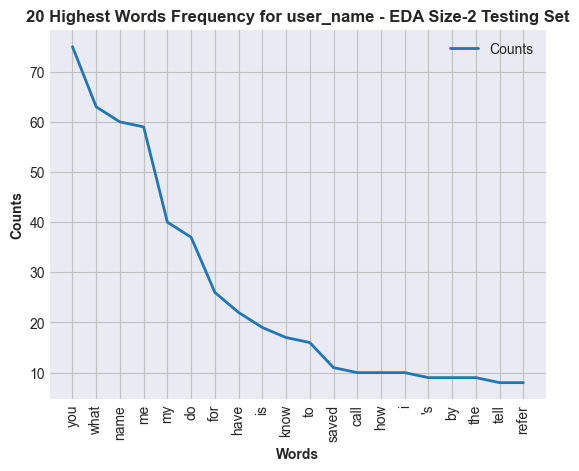 20 Highest Words Frequency for user_name - EDA Size-2 Testing Set
Counts
70
60
50
40
30
20
10
Counts
you
what
name
me
my
do
for
have
is
know
to
saved
call
how
i
's
by
the
tell
refer
Words